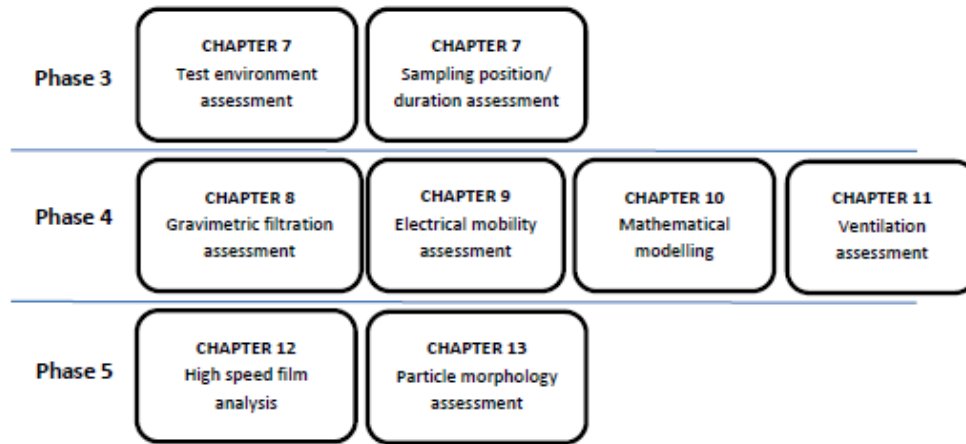 Phase 3
CHAPTER 7
Test environment
assessment
CHAPTER 7
Sampling position/
duration assessment
Phase 4
CHAPTER 8
Gravimetric filtration
assessment
CHAPTER 9
Electrical mobility
assessment
CHAPTER 10
Mathematical
modelling
CHAPTER 11
Ventilation
assessment
Phase 5
CHAPTER 12
High speed film
analysis
CHAPTER 13
Particle morphology
assessment